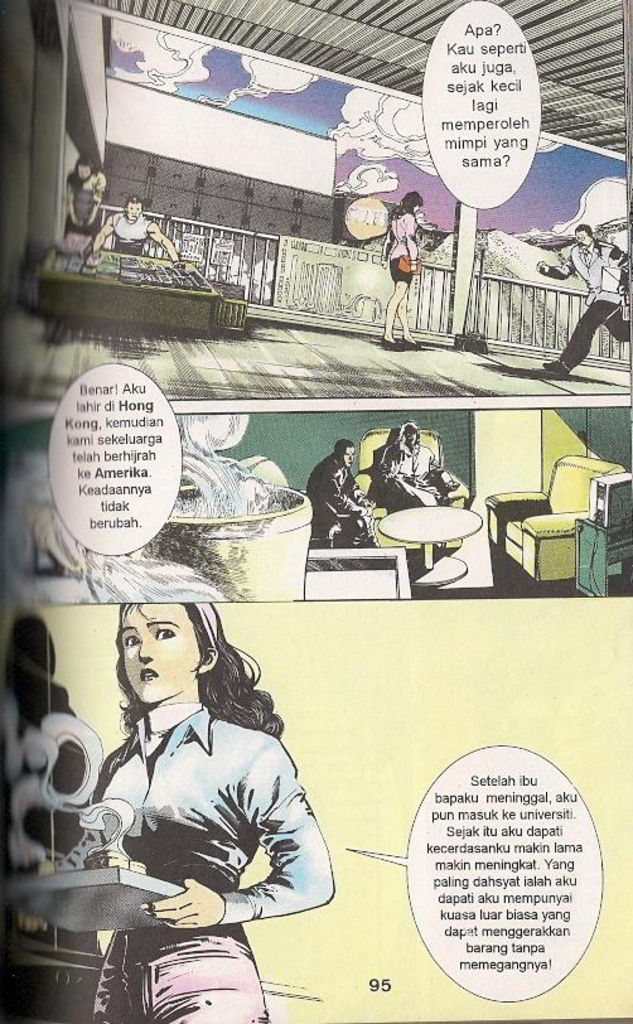 Apa?
Kau seperti
aku juga,
sejak kecil
lagi
memperoleh
mimpi yang
sama?
Benar! Aku
lahir di Hong
Kong, kemudian
kami sekeluarga
telah berhijrah
ke Amerika.
Keadaannya
tidak
berubah.
Setelah ibu
bapaku meninggal, aku
pun masuk ke universiti.
Sejak itu aku dapati
kecerdasanku makin lama
makin meningkat. Yang
paling dahsyat ialah aku
dapati aku mempunyai
kuasa luar biasa yang
dapat menggerakkan
barang tanpa
memegangnya!
95